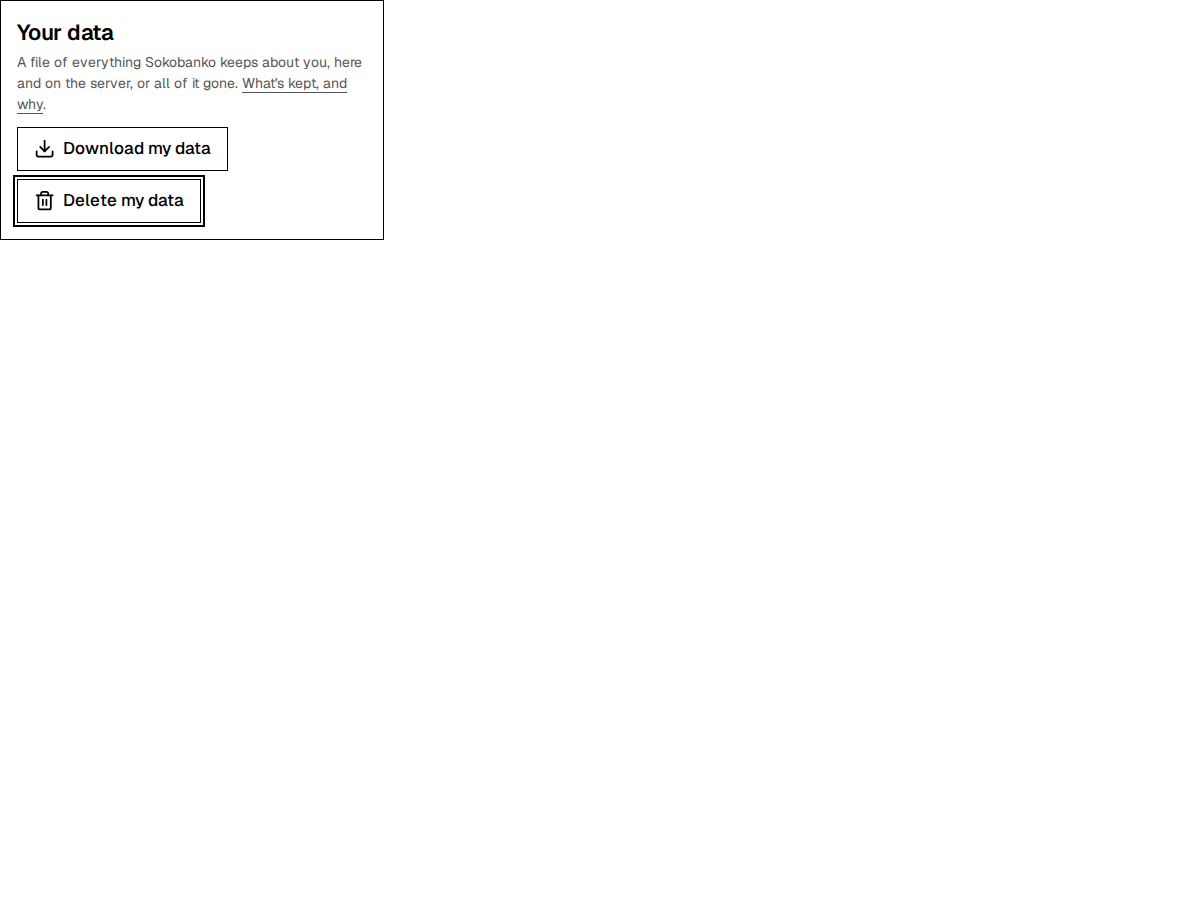 Your data
A file of everything Sokobanko keeps about you, here
and on the server, or all of it gone. What's kept, and
why.
Download my data
Delete my data